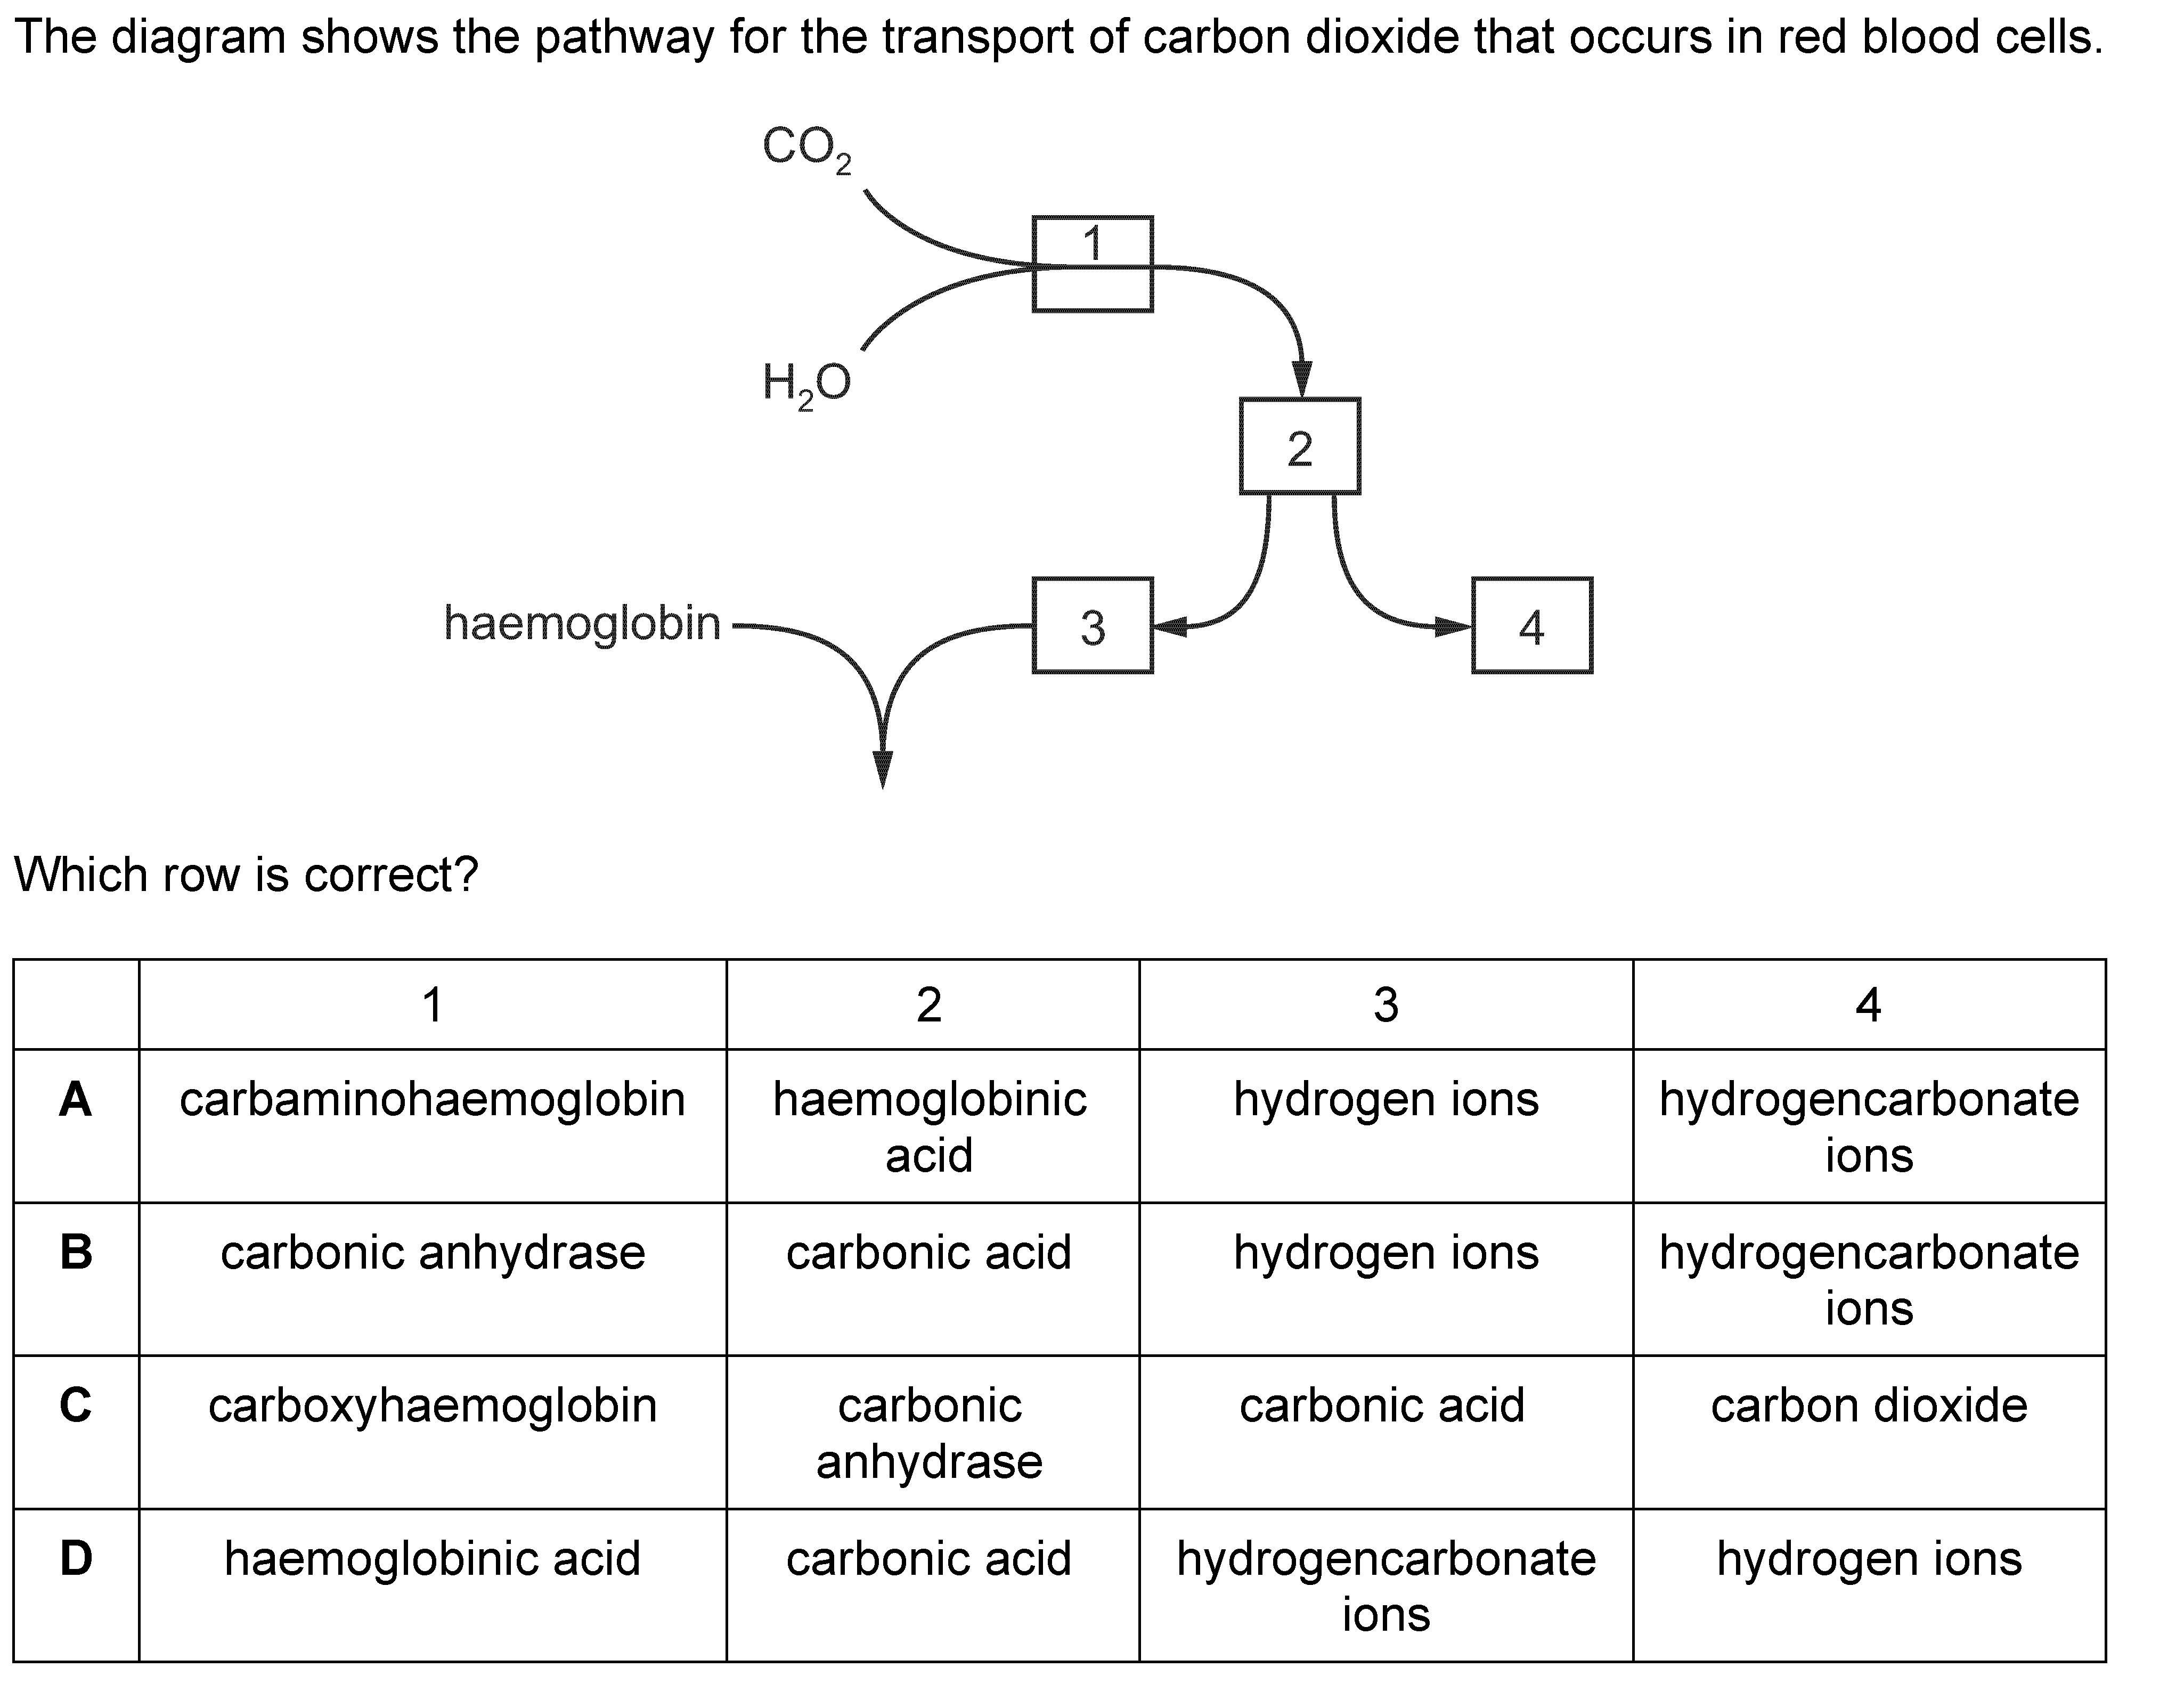 The diagram shows the pathway for the transport of carbon dioxide that occurs in red blood cells.
CO2
1
H2O
2
haemoglobin
3
4
Which row is correct?
1 2 3 4
A carbaminohaemoglobin haemoglobinic acid hydrogen ions hydrogencarbonate ions
B carbonic anhydrase carbonic acid hydrogen ions hydrogencarbonate ions
C carboxyhaemoglobin carbonic anhydrase carbonic acid carbon dioxide
D haemoglobinic acid carbonic acid hydrogencarbonate ions hydrogen ions